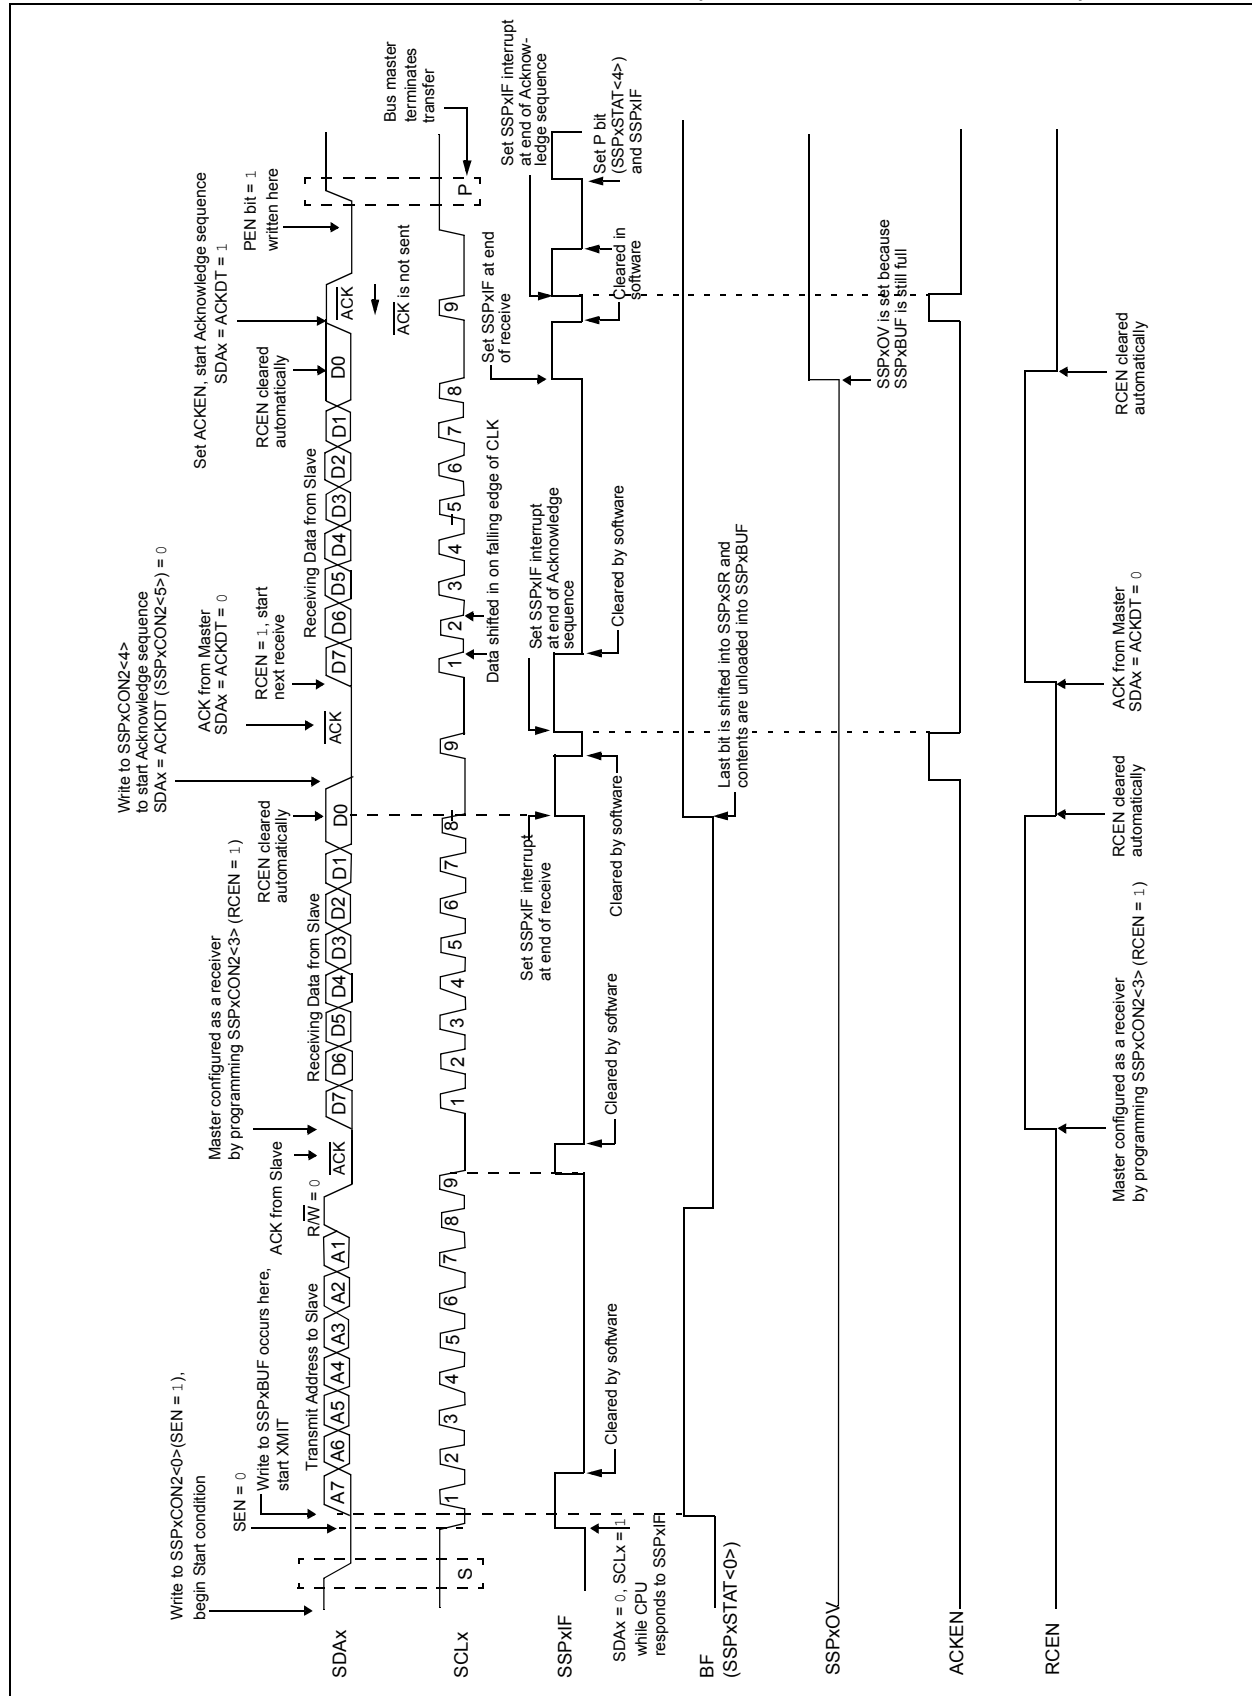 Write to SSPxCON2<0>(SEN = 1),
begin Start condition
SEN = 0
Write to SSPxBUF occurs here,
start XMIT
Transmit Address to Slave
R/W̅ = 0
ACK from Slave
Master configured as a receiver
by programming SSPxCON2<3> (RCEN = 1)
Receiving Data from Slave
RCEN cleared
automatically
Write to SSPxCON2<4>
to start Acknowledge sequence
SDAx = ACKDT (SSPxCON2<5>) = 0
ACK from Master
SDAx = ACKDT = 0
RCEN = 1, start
next receive
Receiving Data from Slave
RCEN cleared
automatically
Set ACKEN, start Acknowledge sequence
SDAx = ACKDT = 1
PEN bit = 1
written here
SDAx
A7 A6 A5 A4 A3 A2 A1 A̅C̅K̅ D7 D6 D5 D4 D3 D2 D1 D0 A̅C̅K̅ D7 D6 D5 D4 D3 D2 D1 D0 A̅C̅K̅
A̅C̅K̅ is not sent
Bus master
terminates
transfer
SCLx
S 1 2 3 4 5 6 7 8 9 1 2 3 4 5 6 7 8 9 1 2 3 4 5 6 7 8 9 P
Data shifted in on falling edge of CLK
Set SSPxIF interrupt
at end of receive
Set SSPxIF interrupt
at end of Acknowledge
sequence
Set SSPxIF at end
of receive
Set SSPxIF interrupt
at end of Acknow-
ledge sequence
SSPxIF
SDAx = 0, SCLx = 1
while CPU
responds to SSPxIF
Cleared by software
Cleared by software
Cleared by software
Cleared by software
Cleared in
software
Set P bit
(SSPxSTAT<4>)
and SSPxIF
BF
(SSPxSTAT<0>)
Last bit is shifted into SSPxSR and
contents are unloaded into SSPxBUF
SSPxOV
SSPxOV is set because
SSPxBUF is still full
ACKEN
RCEN
Master configured as a receiver
by programming SSPxCON2<3> (RCEN = 1)
RCEN cleared
automatically
ACK from Master
SDAx = ACKDT = 0
RCEN cleared
automatically